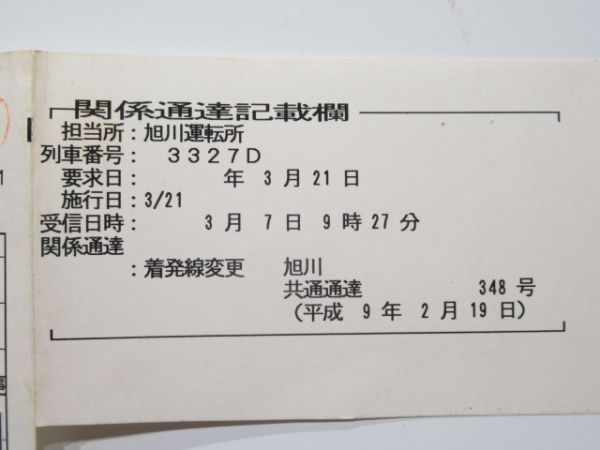 関係通達記載欄
担当所：旭川運転所
列車番号：　３３２７Ｄ
要求日：　　　年 3 月 21 日
施行日：3/21
受信日時：　　3 月 7 日 9 時 27 分
関係通達
：着発線変更　旭川
共通通達　　　348 号
（平成 9 年 2 月 19 日）